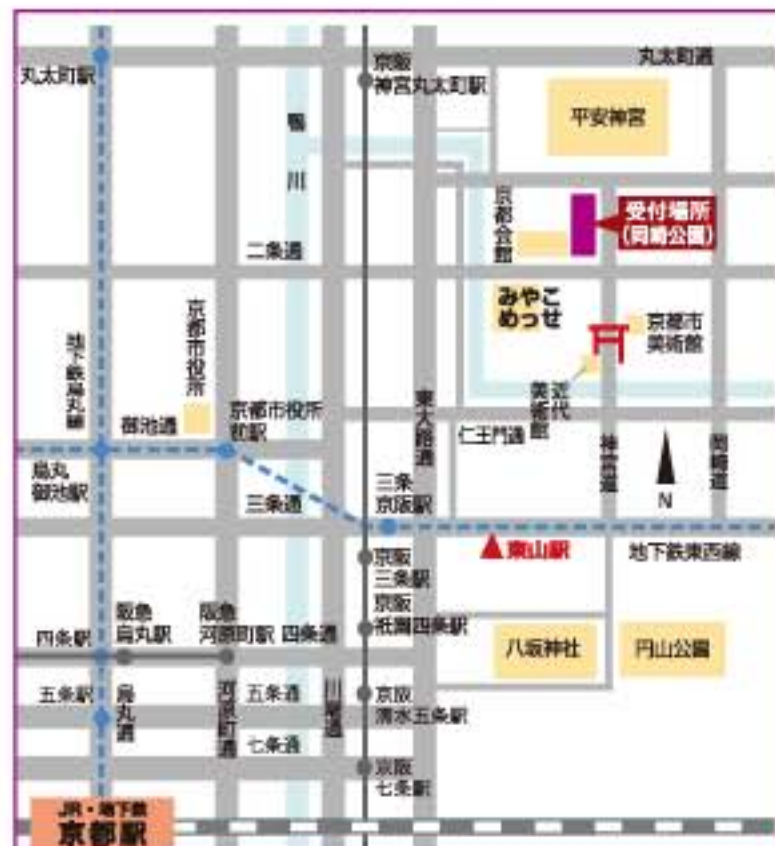 丸太町駅
京阪
神宮丸太町駅
丸太町通
鴨川
平安神宮
京都会館
受付場所
(岡崎公園)
二条通
みやこ
めっせ
京都市
美術館
地下鉄烏丸線
京都市役所
近代
美術館
東大路通
御池通
京都市役所
前駅
仁王門通
神宮道
岡崎道
N
烏丸
御池駅
三条通
三条
京阪駅
東山駅
地下鉄東西線
京阪
三条駅
京阪
祇園四条駅
四条駅
阪急
烏丸駅
阪急
河原町駅
四条通
八坂神社
円山公園
五条駅
烏丸通
河原町通
五条通
川端通
京阪
清水五条駅
七条通
京阪
七条駅
JR・地下鉄
京都駅